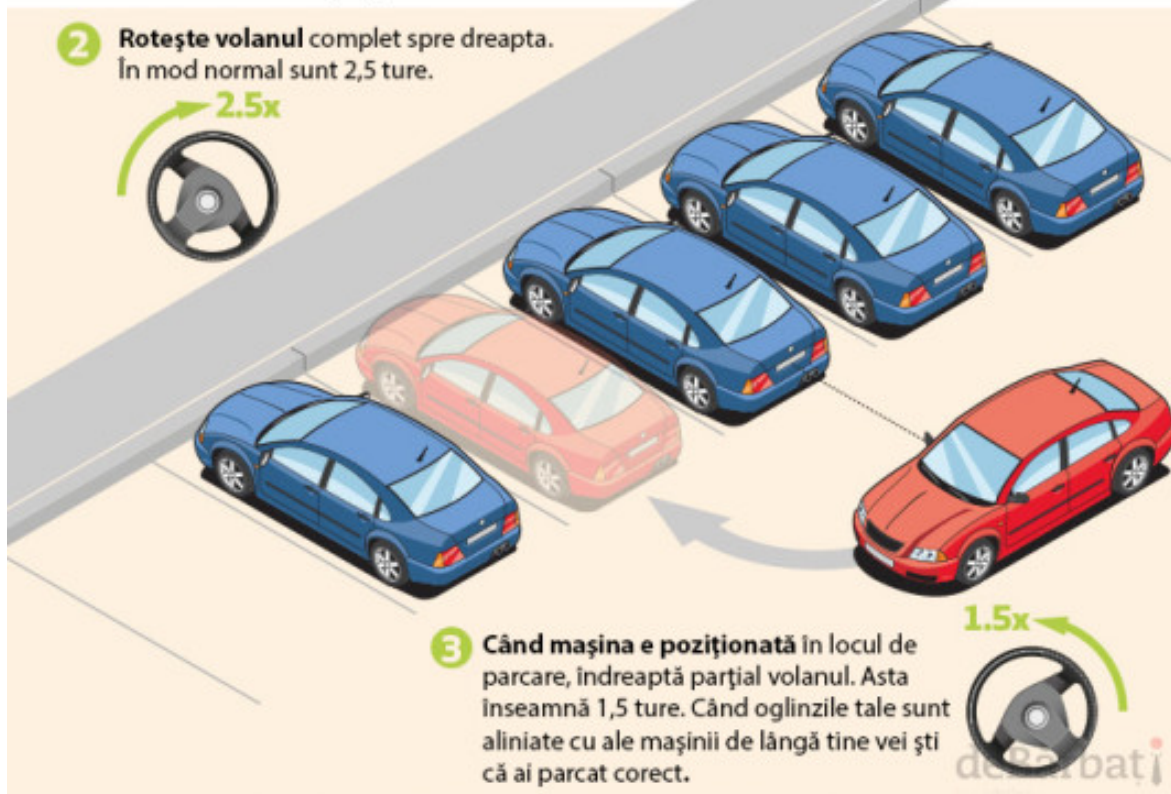 2 Rotește volanul complet spre dreapta.
În mod normal sunt 2,5 ture.
2.5x
3 Când mașina e poziționată în locul de
parcare, îndreaptă parțial volanul. Asta
înseamnă 1,5 ture. Când oglinzile tale sunt
aliniate cu ale mașinii de lângă tine vei ști
că ai parcat corect.
1.5x
deBărbați